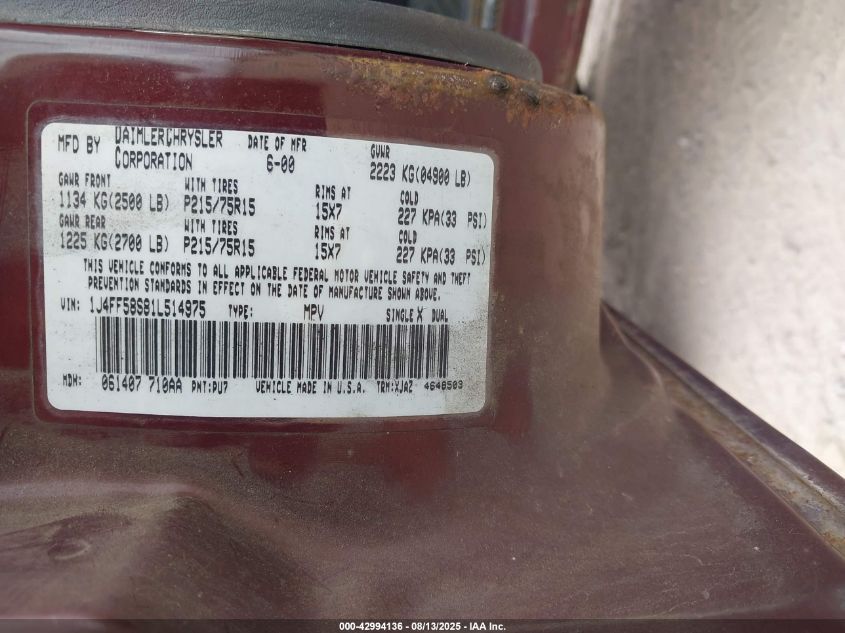 MFD BY DAIMLERCHRYSLER CORPORATION DATE OF MFR 6-00 GVWR 2223 KG(04900 LB)
GAWR FRONT WITH TIRES RIMS AT COLD
1134 KG(2500 LB) P215/75R15 15X7 227 KPA(33 PSI)
GAWR REAR WITH TIRES RIMS AT COLD
1225 KG(2700 LB) P215/75R15 15X7 227 KPA(33 PSI)
THIS VEHICLE CONFORMS TO ALL APPLICABLE FEDERAL MOTOR VEHICLE SAFETY AND THEFT
PREVENTION STANDARDS IN EFFECT ON THE DATE OF MANUFACTURE SHOWN ABOVE.
VIN: 1J4FF58S81L514975 TYPE: MPV SINGLE X DUAL
MDH: 061407 710AA PNT:PU7 VEHICLE MADE IN U.S.A. TRM:XJAZ 4648503
000-42994136 - 08/13/2025 - IAA Inc.